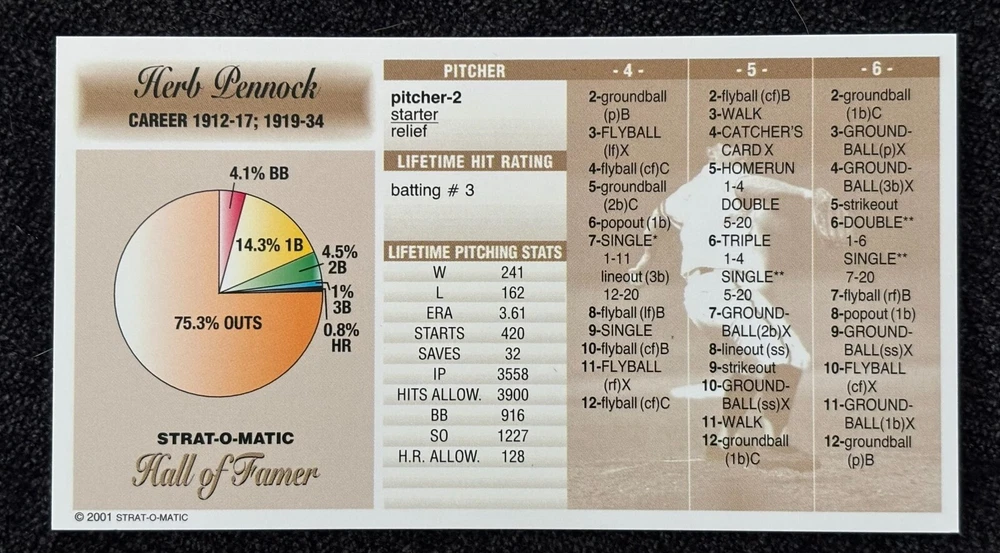 Herb Pennock
CAREER 1912-17; 1919-34
4.1% BB
14.3% 1B
4.5%
2B
1%
3B
0.8%
HR
75.3% OUTS
STRAT-O-MATIC
Hall of Famer
© 2001 STRAT-O-MATIC
PITCHER
pitcher-2
starter
relief
LIFETIME HIT RATING
batting # 3
LIFETIME PITCHING STATS
W 241
L 162
ERA 3.61
STARTS 420
SAVES 32
IP 3558
HITS ALLOW. 3900
BB 916
SO 1227
H.R. ALLOW. 128
- 4 -
2-groundball
(p)B
3-FLYBALL
(lf)X
4-flyball (cf)C
5-groundball
(2b)C
6-popout (1b)
7-SINGLE*
1-11
lineout (3b)
12-20
8-flyball (lf)B
9-SINGLE
10-flyball (cf)B
11-FLYBALL
(rf)X
12-flyball (cf)C
- 5 -
2-flyball (cf)B
3-WALK
4-CATCHER'S
CARD X
5-HOMERUN
1-4
DOUBLE
5-20
6-TRIPLE
1-4
SINGLE**
5-20
7-GROUND-
BALL(2b)X
8-lineout (ss)
9-strikeout
10-GROUND-
BALL(ss)X
11-WALK
12-groundball
(1b)C
- 6 -
2-groundball
(1b)C
3-GROUND-
BALL(p)X
4-GROUND-
BALL(3b)X
5-strikeout
6-DOUBLE**
1-6
SINGLE**
7-20
7-flyball (rf)B
8-popout (1b)
9-GROUND-
BALL(ss)X
10-FLYBALL
(cf)X
11-GROUND-
BALL(1b)X
12-groundball
(p)B